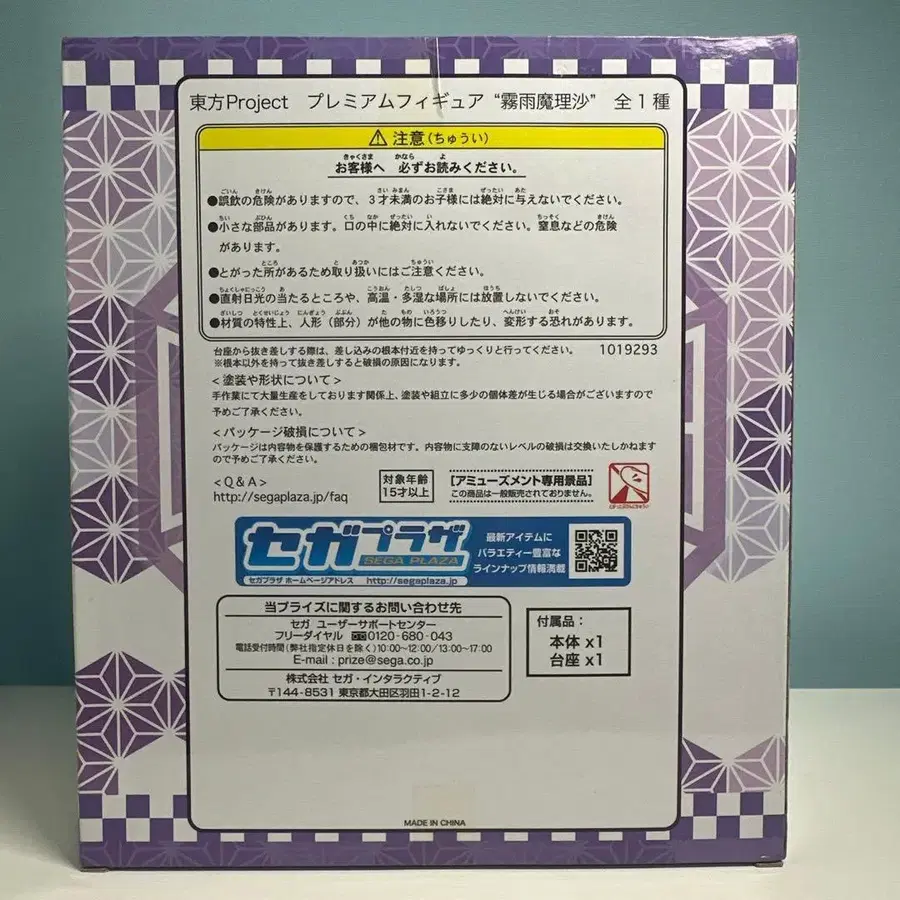 東方Project プレミアムフィギュア “霧雨魔理沙” 全1種
⚠ 注意(ちゅうい)
お客様へ 必ずお読みください。
●誤飲の危険がありますので、3才未満のお子様には絶対に与えないでください。
●小さな部品があります。口の中に絶対に入れないでください。窒息などの危険
があります。
●とがった所があるため取り扱いにはご注意ください。
●直射日光の当たるところや、高温・多湿な場所には放置しないでください。
●材質の特性上、人形(部分)が他の物に色移りしたり、変形する恐れがあります。
台座から抜き差しする際は、差し込みの根本付近を持ってゆっくりと行ってください。 1019293
※根本以外を持って抜き差しすると破損の原因になります。
<塗装や形状について>
手作業にて大量生産をしております関係上、塗装や組立に多少の個体差が生じる場合がございますので
予めご了承ください。
<パッケージ破損について>
パッケージは内容物を保護するための梱包材です。内容物に支障のないレベルの破損は交換いたしかねます
ので予めご了承ください。
<Q&A>
http://segaplaza.jp/faq
対象年齢
15才以上
[アミューズメント専用景品]
この商品は一般販売されておりません。
セガプラザ
SEGA PLAZA
セガプラザ ホームページアドレス http://segaplaza.jp
最新アイテムに
バラエティー豊富な
ラインナップ情報満載
当プライズに関するお問い合わせ先
セガ ユーザーサポートセンター
フリーダイヤル 0120-680-043
電話受付時間(弊社指定休日を除く)10:00~12:00/13:00~17:00
E-mail : prize@sega.co.jp
株式会社 セガ・インタラクティブ
〒144-8531 東京都大田区羽田1-2-12
付属品:
本体 x1
台座 x1
MADE IN CHINA